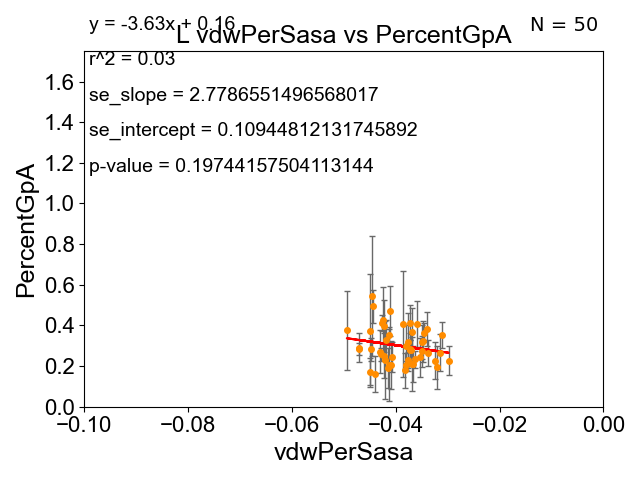 y = -3.63x + 0.16
N = 50
L vdwPerSasa vs PercentGpA
r^2 = 0.03
se_slope = 2.7786551496568017
se_intercept = 0.10944812131745892
p-value = 0.19744157504113144
PercentGpA
1.6
1.4
1.2
1.0
0.8
0.6
0.4
0.2
0.0
−0.10 −0.08 −0.06 −0.04 −0.02 0.00
vdwPerSasa